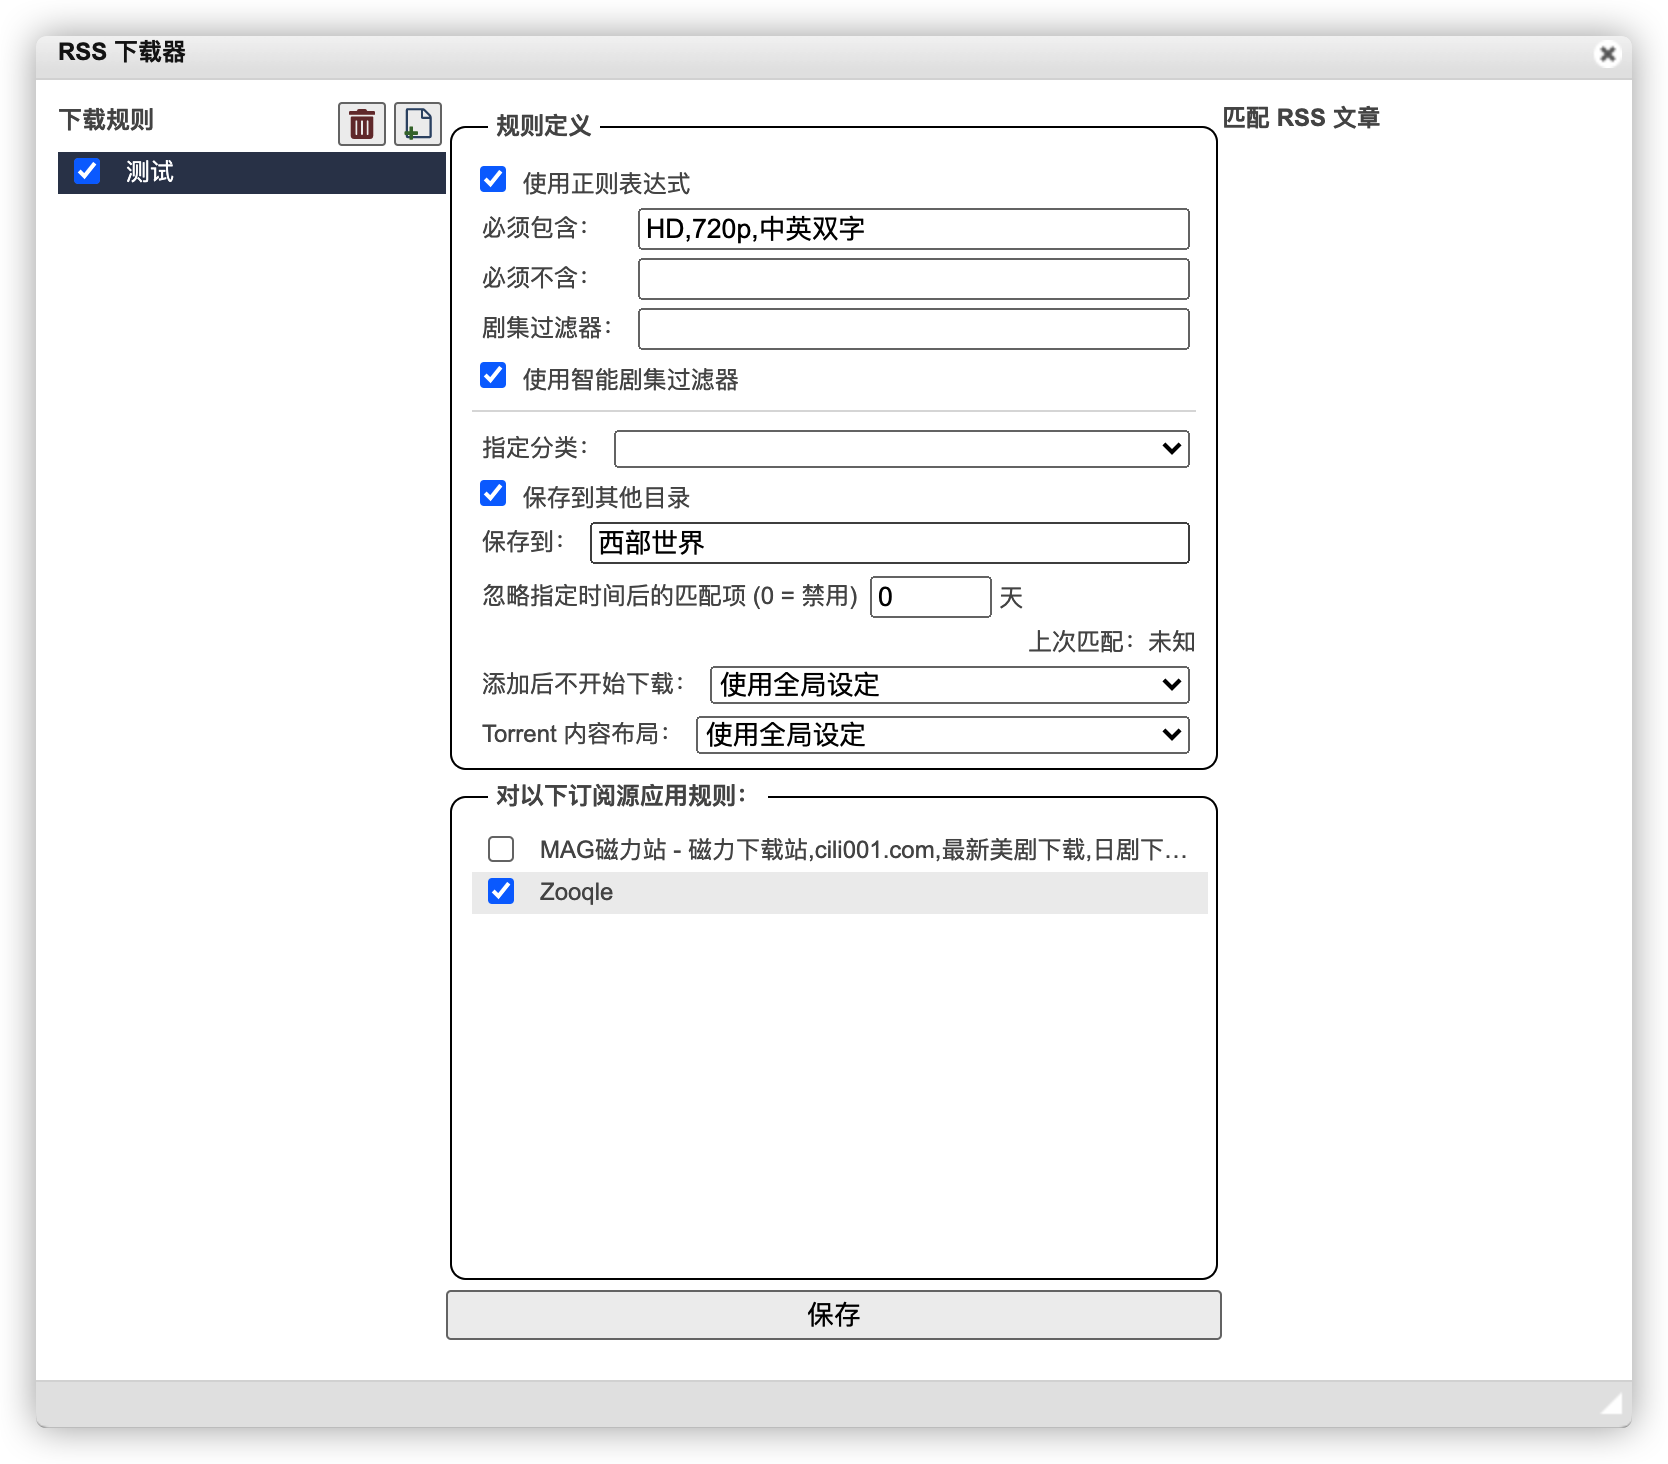 RSS 下载器
下载规则
测试
规则定义
使用正则表达式
必须包含：
HD,720p,中英双字
必须不含：
剧集过滤器：
使用智能剧集过滤器
指定分类：
保存到其他目录
保存到：
西部世界
忽略指定时间后的匹配项 (0 = 禁用)
0
天
上次匹配：未知
添加后不开始下载：
使用全局设定
Torrent 内容布局：
使用全局设定
对以下订阅源应用规则：
MAG磁力站 - 磁力下载站,cili001.com,最新美剧下载,日剧下…
Zooqle
保存
匹配 RSS 文章